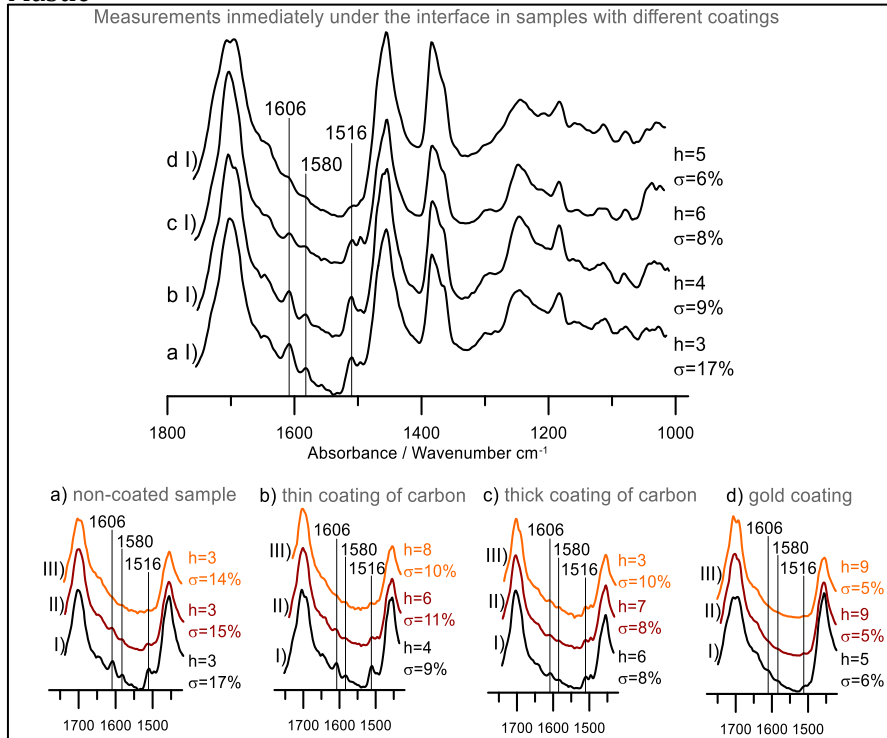 Measurements inmediately under the interface in samples with different coatings
1606
1516
1580
d I)
c I)
b I)
a I)
h=5
σ=6%
h=6
σ=8%
h=4
σ=9%
h=3
σ=17%
1800 1600 1400 1200 1000
Absorbance / Wavenumber cm-1
a) non-coated sample
1606
1580
1516
III)
II)
I)
h=3
σ=14%
h=3
σ=15%
h=3
σ=17%
1700 1600 1500
b) thin coating of carbon
1606
1580
1516
III)
II)
I)
h=8
σ=10%
h=6
σ=11%
h=4
σ=9%
1700 1600 1500
c) thick coating of carbon
1606
1580
1516
III)
II)
I)
h=3
σ=10%
h=7
σ=8%
h=6
σ=8%
1700 1600 1500
d) gold coating
1606
1580
1516
III)
II)
I)
h=9
σ=5%
h=9
σ=5%
h=5
σ=6%
1700 1600 1500